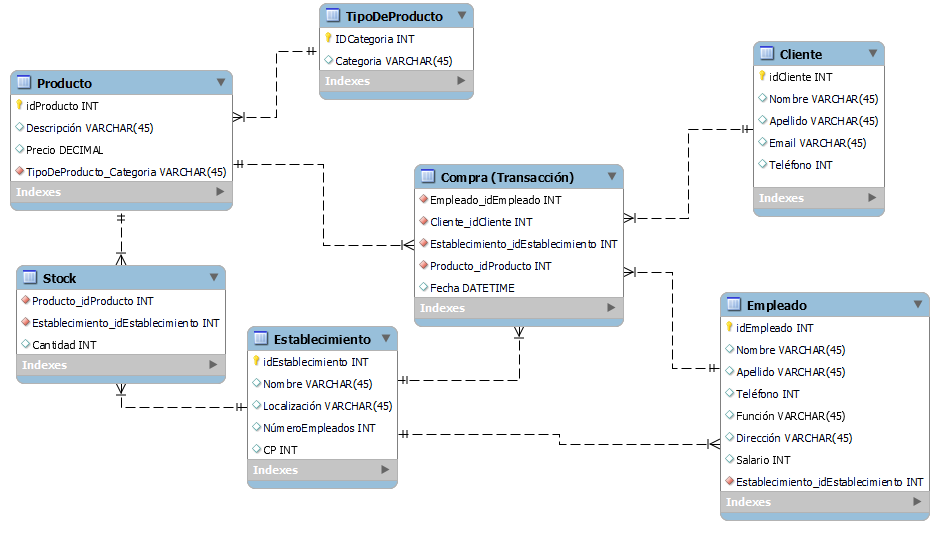 TipoDeProducto
IDCategoria INT
Categoria VARCHAR(45)
Indexes
Producto
idProducto INT
Descripción VARCHAR(45)
Precio DECIMAL
TipoDeProducto_Categoria VARCHAR(45)
Indexes
Cliente
idCliente INT
Nombre VARCHAR(45)
Apellido VARCHAR(45)
Email VARCHAR(45)
Teléfono INT
Indexes
Compra (Transacción)
Empleado_idEmpleado INT
Cliente_idCliente INT
Establecimiento_idEstablecimiento INT
Producto_idProducto INT
Fecha DATETIME
Indexes
Stock
Producto_idProducto INT
Establecimiento_idEstablecimiento INT
Cantidad INT
Indexes
Establecimiento
idEstablecimiento INT
Nombre VARCHAR(45)
Localización VARCHAR(45)
NúmeroEmpleados INT
CP INT
Indexes
Empleado
idEmpleado INT
Nombre VARCHAR(45)
Apellido VARCHAR(45)
Teléfono INT
Función VARCHAR(45)
Dirección VARCHAR(45)
Salario INT
Establecimiento_idEstablecimiento INT
Indexes